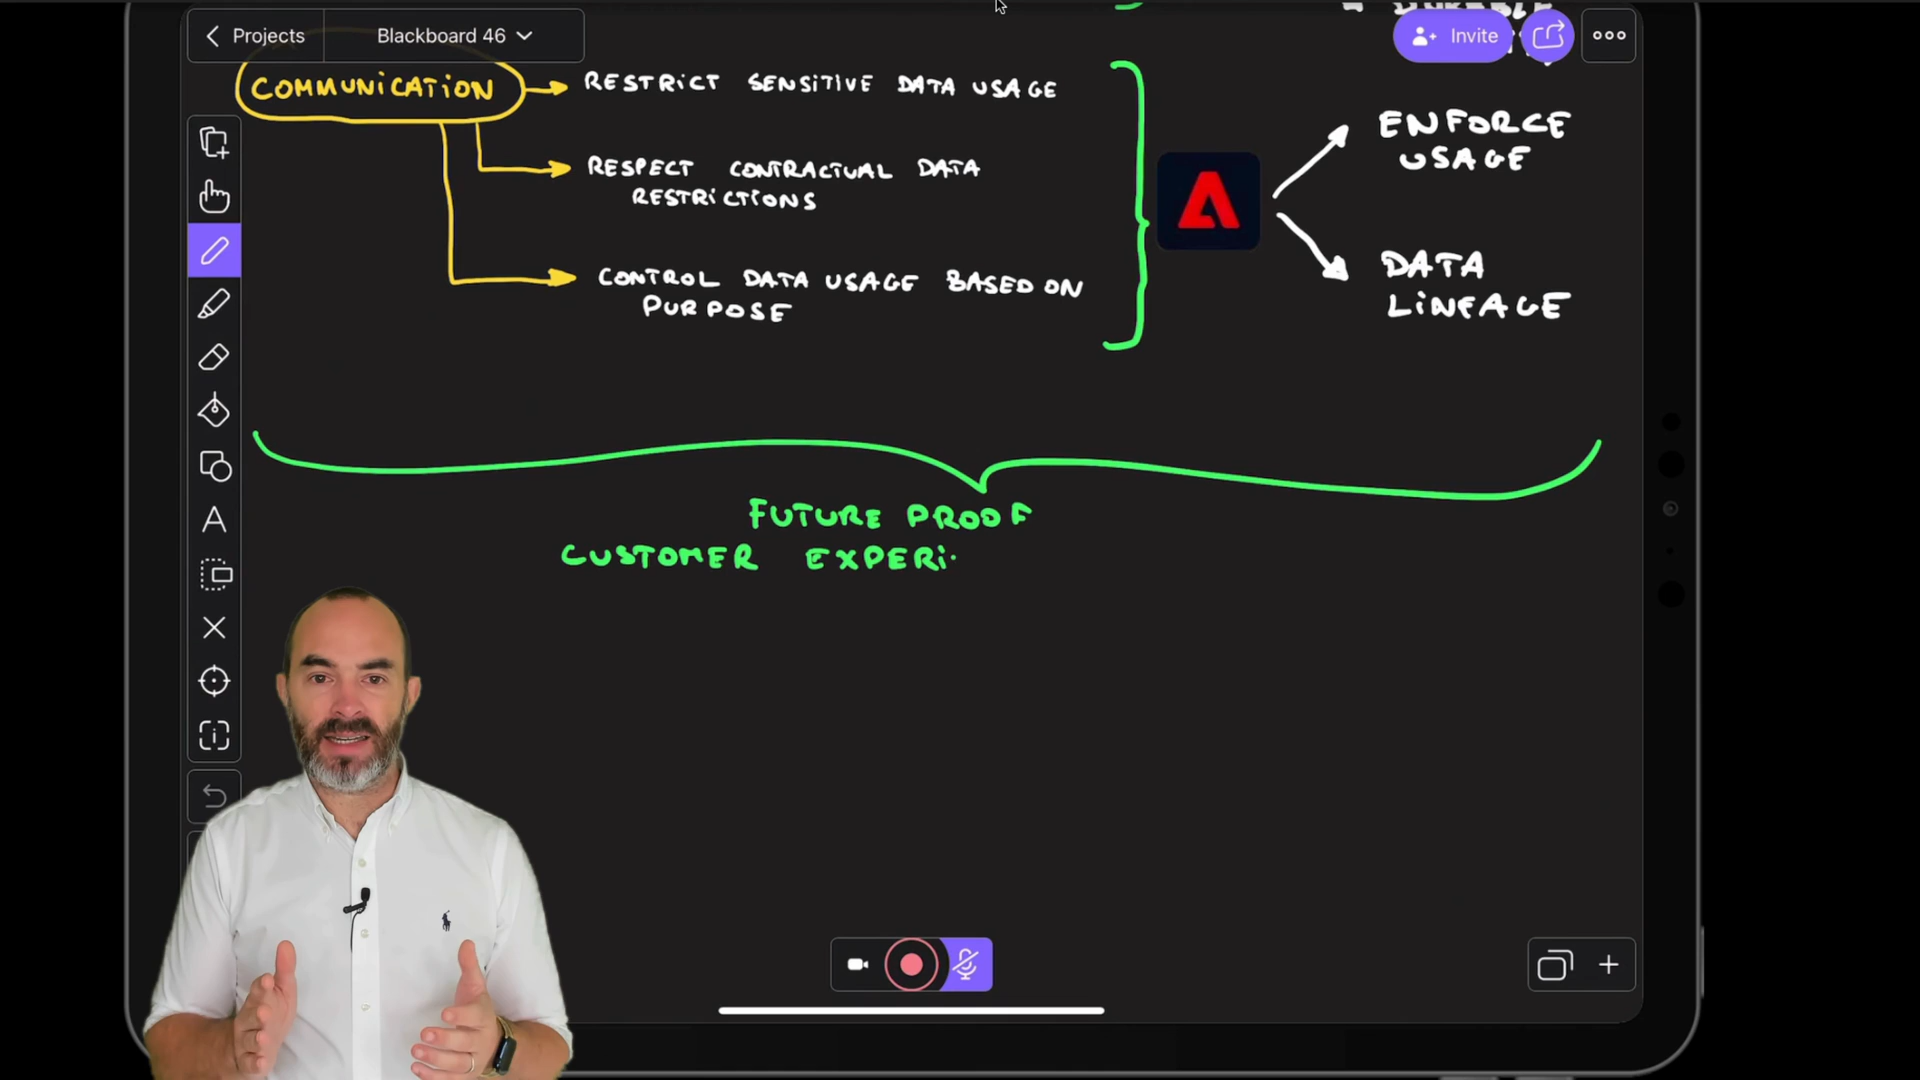 Projects
Blackboard 46
Invite
COMMUNICATION
RESTRICT SENSITIVE DATA USAGE
RESPECT CONTRACTUAL DATA
RESTRICTIONS
CONTROL DATA USAGE BASED ON
PURPOSE
ENFORCE
USAGE
DATA
LINEAGE
FUTURE PROOF
CUSTOMER EXPERI